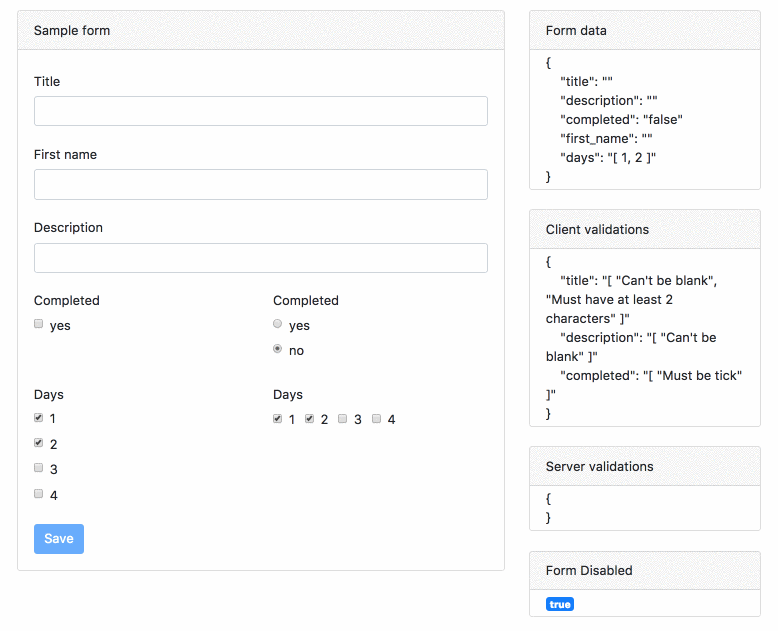 Sample form
Title
First name
Description
Completed
yes
Completed
yes
no
Days
1
2
3
4
Days
1 2 3 4
Save
Form data
{
"title": ""
"description": ""
"completed": "false"
"first_name": ""
"days": "[ 1, 2 ]"
}
Client validations
{
"title": "[ "Can't be blank",
"Must have at least 2
characters" ]"
"description": "[ "Can't be
blank" ]"
"completed": "[ "Must be tick"
]"
}
Server validations
{
}
Form Disabled
true